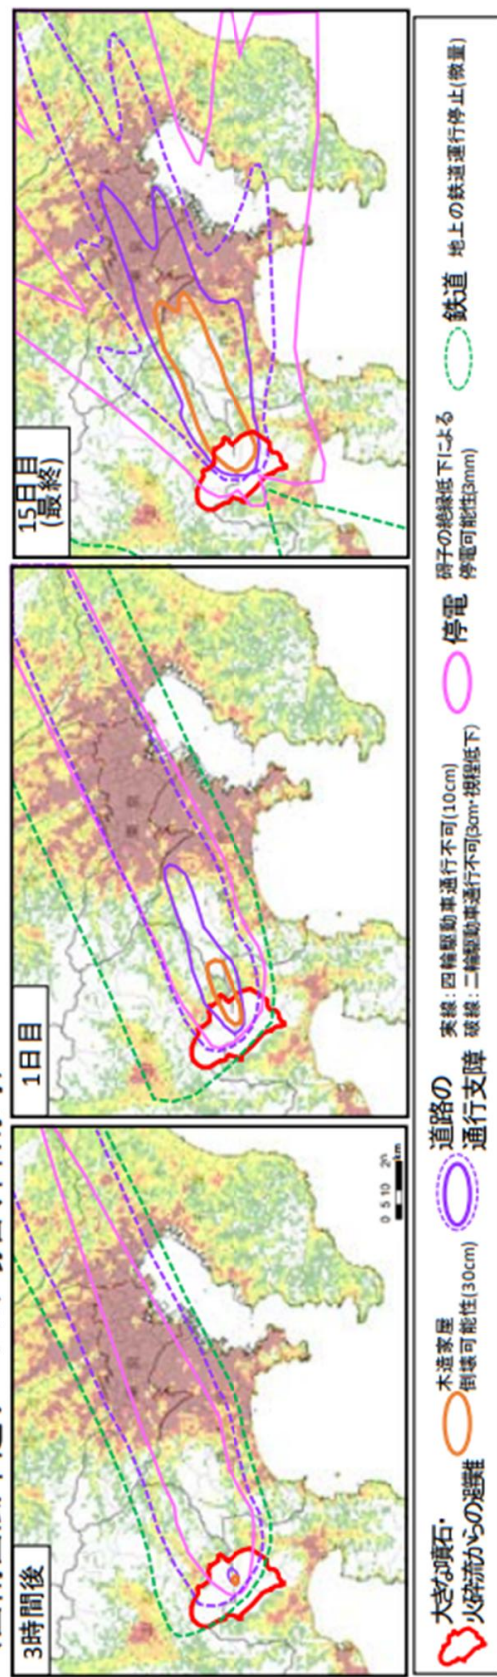 3時間後
0 5 10 20 km
1日目
15日目
(最終)
大きな噴石・
火砕流からの避難
木造家屋
倒壊可能性(30cm)
道路の
通行支障
実線:四輪駆動車通行不可(10cm)
破線:二輪駆動車通行不可(3cm・視程低下)
停電
碍子の絶縁低下による
停電可能性(3mm)
鉄道
地上の鉄道運行停止(微量)